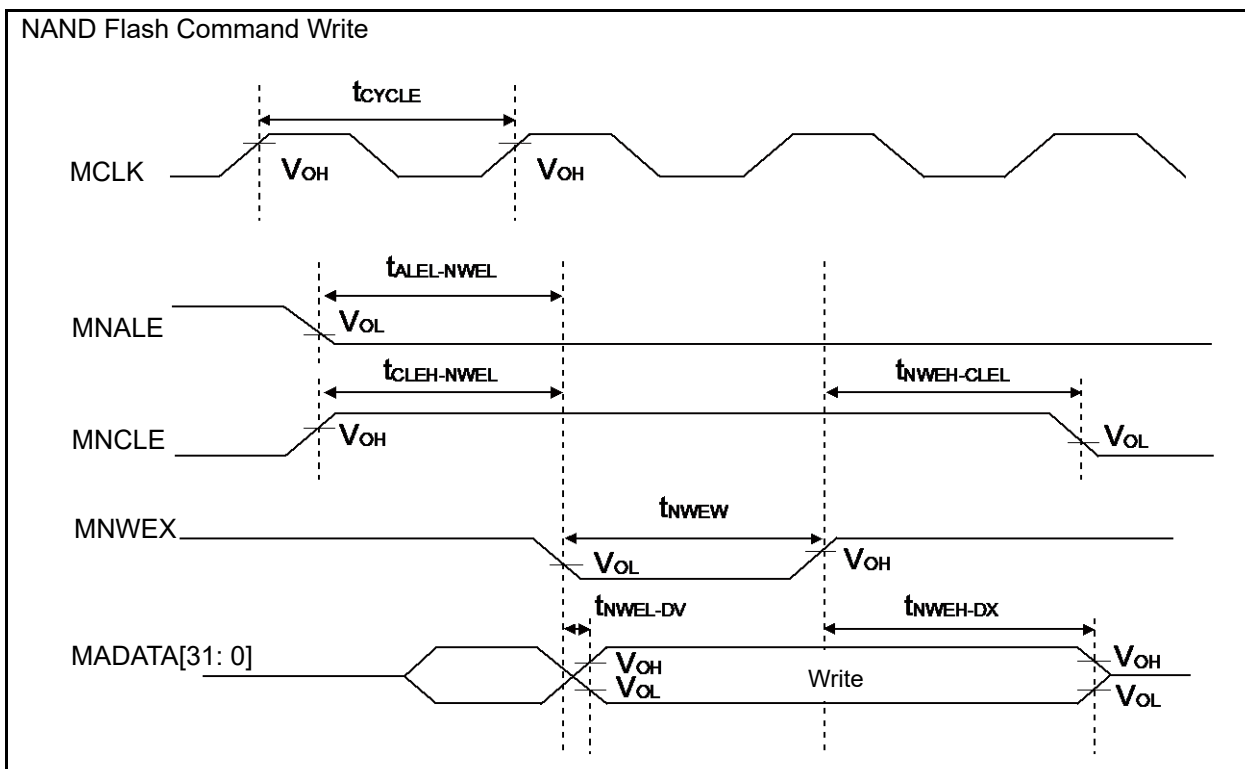 NAND Flash Command Write
tCYCLE
MCLK VOH VOH
tALEL-NWEL
MNALE VOL
tCLEH-NWEL tNWEH-CLEL
MNCLE VOH VOL
tNWEW
MNWEX VOL VOH
tNWEL-DV tNWEH-DX
MADATA[31: 0] VOH Write VOH
VOL VOL